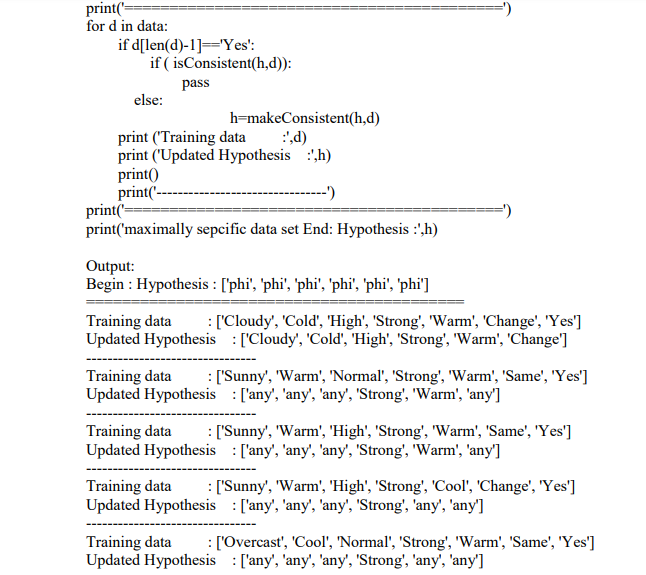 print('==========================================')
for d in data:
if d[len(d)-1]=='Yes':
if ( isConsistent(h,d)):
pass
else:
h=makeConsistent(h,d)
print ('Training data :',d)
print ('Updated Hypothesis :',h)
print()
print('--------------------------------')
print('==========================================')
print('maximally sepcific data set End: Hypothesis :',h)
Output:
Begin : Hypothesis : ['phi', 'phi', 'phi', 'phi', 'phi', 'phi']
==========================================
Training data : ['Cloudy', 'Cold', 'High', 'Strong', 'Warm', 'Change', 'Yes']
Updated Hypothesis : ['Cloudy', 'Cold', 'High', 'Strong', 'Warm', 'Change']
--------------------------------
Training data : ['Sunny', 'Warm', 'Normal', 'Strong', 'Warm', 'Same', 'Yes']
Updated Hypothesis : ['any', 'any', 'any', 'Strong', 'Warm', 'any']
--------------------------------
Training data : ['Sunny', 'Warm', 'High', 'Strong', 'Warm', 'Same', 'Yes']
Updated Hypothesis : ['any', 'any', 'any', 'Strong', 'Warm', 'any']
--------------------------------
Training data : ['Sunny', 'Warm', 'High', 'Strong', 'Cool', 'Change', 'Yes']
Updated Hypothesis : ['any', 'any', 'any', 'Strong', 'any', 'any']
--------------------------------
Training data : ['Overcast', 'Cool', 'Normal', 'Strong', 'Warm', 'Same', 'Yes']
Updated Hypothesis : ['any', 'any', 'any', 'Strong', 'any', 'any']